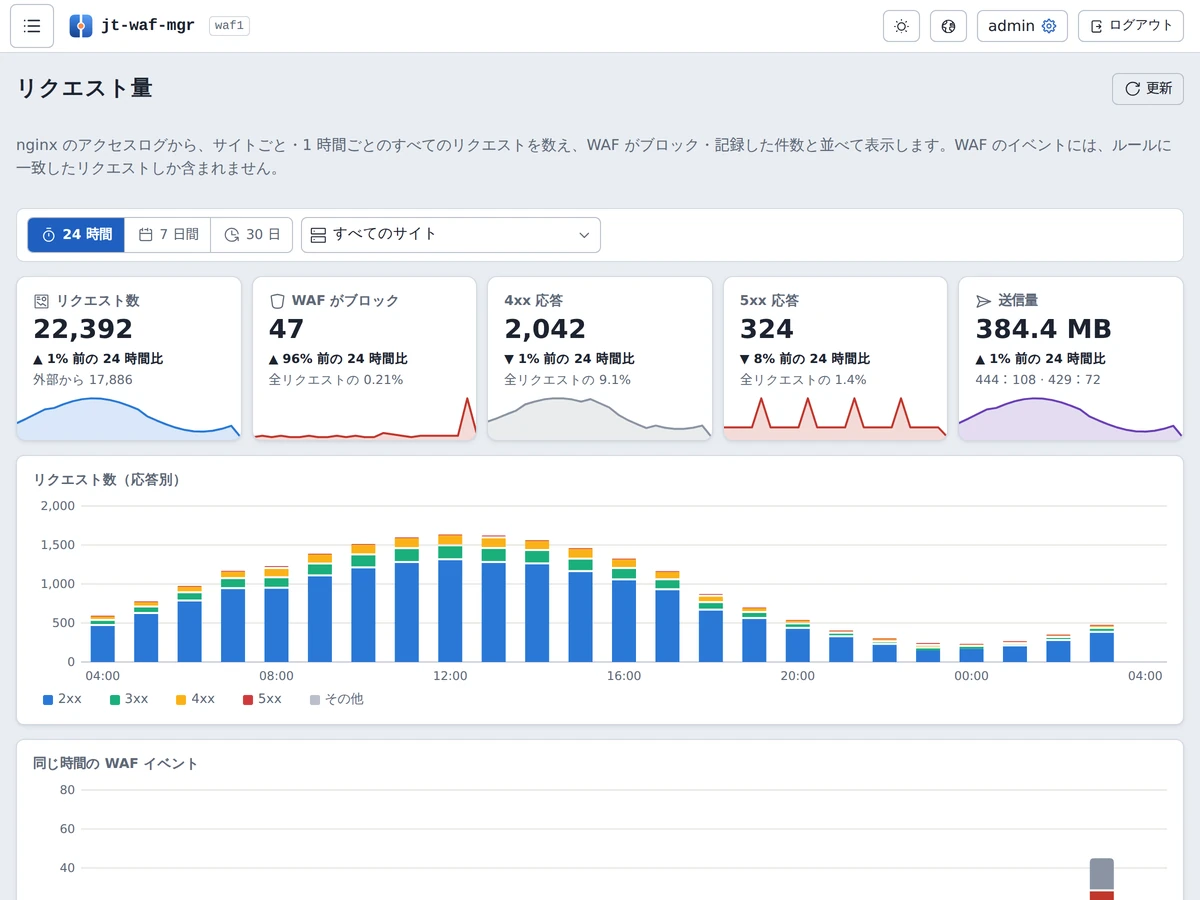 jt-waf-mgr waf1 admin ログアウト
リクエスト量 更新
nginx のアクセスログから、サイトごと・1 時間ごとのすべてのリクエストを数え、WAF がブロック・記録した件数と並べて表示します。WAF のイベントには、ルールに
一致したリクエストしか含まれません。
24 時間 7 日間 30 日 すべてのサイト
リクエスト数
22,392
▲ 1% 前の 24 時間比
外部から 17,886
WAF がブロック
47
▲ 96% 前の 24 時間比
全リクエストの 0.21%
4xx 応答
2,042
▼ 1% 前の 24 時間比
全リクエストの 9.1%
5xx 応答
324
▼ 8% 前の 24 時間比
全リクエストの 1.4%
送信量
384.4 MB
▲ 1% 前の 24 時間比
444：108 · 429：72
リクエスト数（応答別）
2,000
1,500
1,000
500
0
04:00 08:00 12:00 16:00 20:00 00:00 04:00
2xx 3xx 4xx 5xx その他
同じ時間の WAF イベント
80
60
40